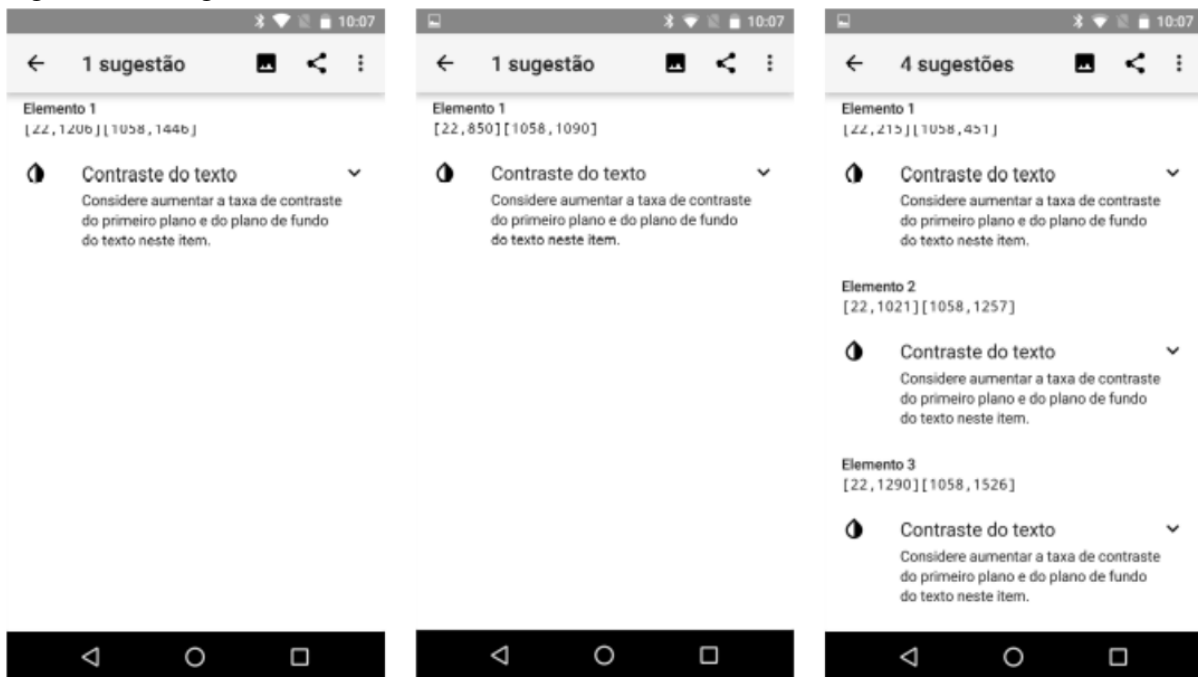 10:07
1 sugestão
Elemento 1
[22,1206][1058,1446]
Contraste do texto
Considere aumentar a taxa de contraste
do primeiro plano e do plano de fundo
do texto neste item.
10:07
1 sugestão
Elemento 1
[22,850][1058,1090]
Contraste do texto
Considere aumentar a taxa de contraste
do primeiro plano e do plano de fundo
do texto neste item.
10:07
4 sugestões
Elemento 1
[22,215][1058,451]
Contraste do texto
Considere aumentar a taxa de contraste
do primeiro plano e do plano de fundo
do texto neste item.
Elemento 2
[22,1021][1058,1257]
Contraste do texto
Considere aumentar a taxa de contraste
do primeiro plano e do plano de fundo
do texto neste item.
Elemento 3
[22,1290][1058,1526]
Contraste do texto
Considere aumentar a taxa de contraste
do primeiro plano e do plano de fundo
do texto neste item.